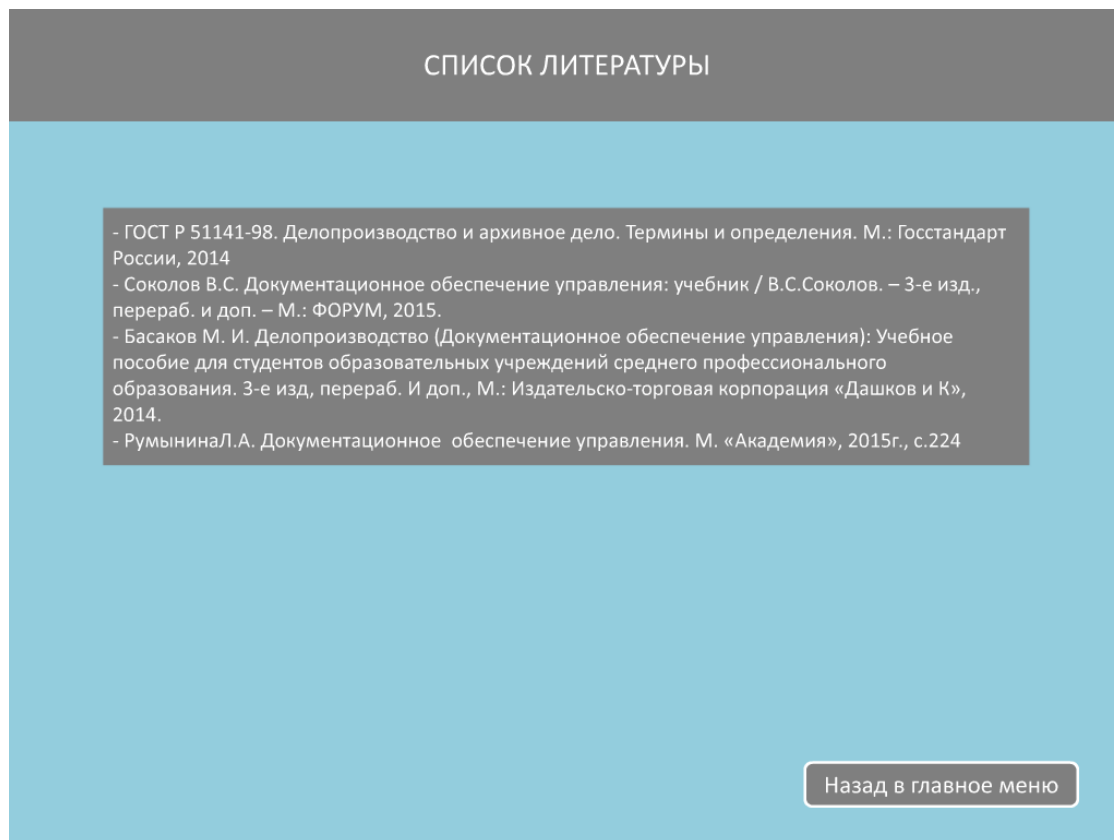 СПИСОК ЛИТЕРАТУРЫ
- ГОСТ Р 51141-98. Делопроизводство и архивное дело. Термины и определения. М.: Госстандарт
России, 2014
- Соколов В.С. Документационное обеспечение управления: учебник / В.С.Соколов. – 3-е изд.,
перераб. и доп. – М.: ФОРУМ, 2015.
- Басаков М. И. Делопроизводство (Документационное обеспечение управления): Учебное
пособие для студентов образовательных учреждений среднего профессионального
образования. 3-е изд, перераб. И доп., М.: Издательско-торговая корпорация «Дашков и К»,
2014.
- РумынинаЛ.А. Документационное  обеспечение управления. М. «Академия», 2015г., с.224
Назад в главное меню